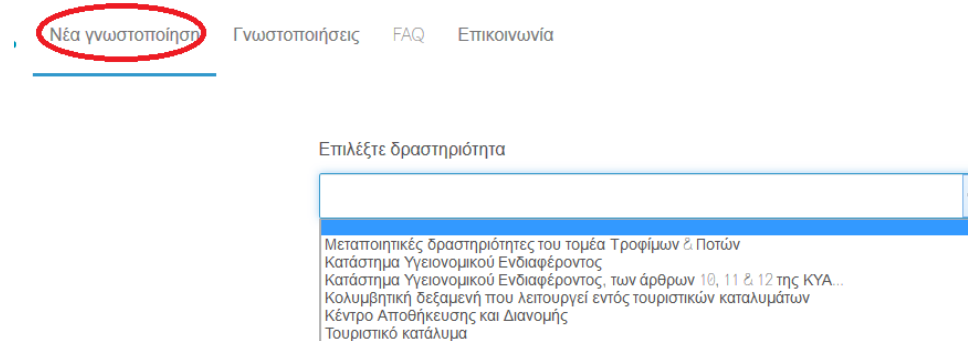 Νέα γνωστοποίηση Γνωστοποιήσεις FAQ Επικοινωνία
Επιλέξτε δραστηριότητα
Μεταποιητικές δραστηριότητες του τομέα Τροφίμων & Ποτών
Κατάστημα Υγειονομικού Ενδιαφέροντος
Κατάστημα Υγειονομικού Ενδιαφέροντος, των άρθρων 10, 11 & 12 της ΚΥΑ...
Κολυμβητική δεξαμενή που λειτουργεί εντός τουριστικών καταλυμάτων
Κέντρο Αποθήκευσης και Διανομής
Τουριστικό κατάλυμα